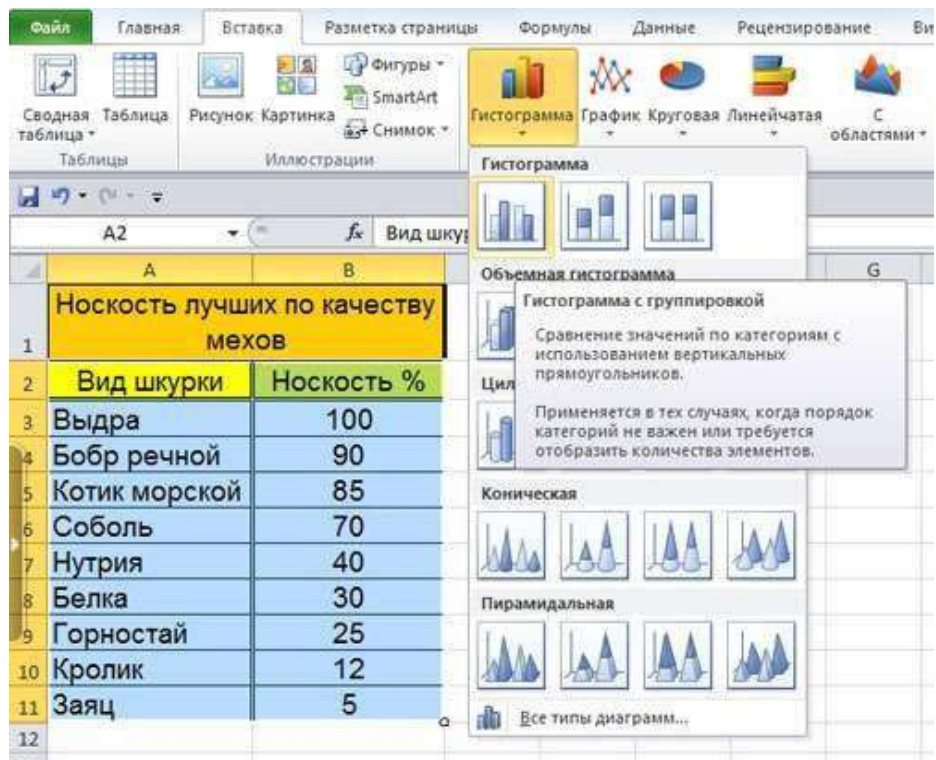 Файл Главная Вставка Разметка страницы Формулы Данные Рецензирование Ви
Сводная таблица Таблица Рисунок Картинка Фигуры SmartArt Снимок Гистограмма График Круговая Линейчатая С областями
Таблицы Иллюстрации
A2 fx Вид шкур
Гистограмма
Объемная гистограмма
Гистограмма с группировкой
Сравнение значений по категориям с
использованием вертикальных
прямоугольников.
Применяется в тех случаях, когда порядок
категорий не важен или требуется
отобразить количества элементов.
Цил
Коническая
Пирамидальная
Все типы диаграмм...
A B G
1 Носкость лучших по качеству
мехов
2 Вид шкурки Носкость %
3 Выдра 100
4 Бобр речной 90
5 Котик морской 85
6 Соболь 70
7 Нутрия 40
8 Белка 30
9 Горностай 25
10 Кролик 12
11 Заяц 5
12